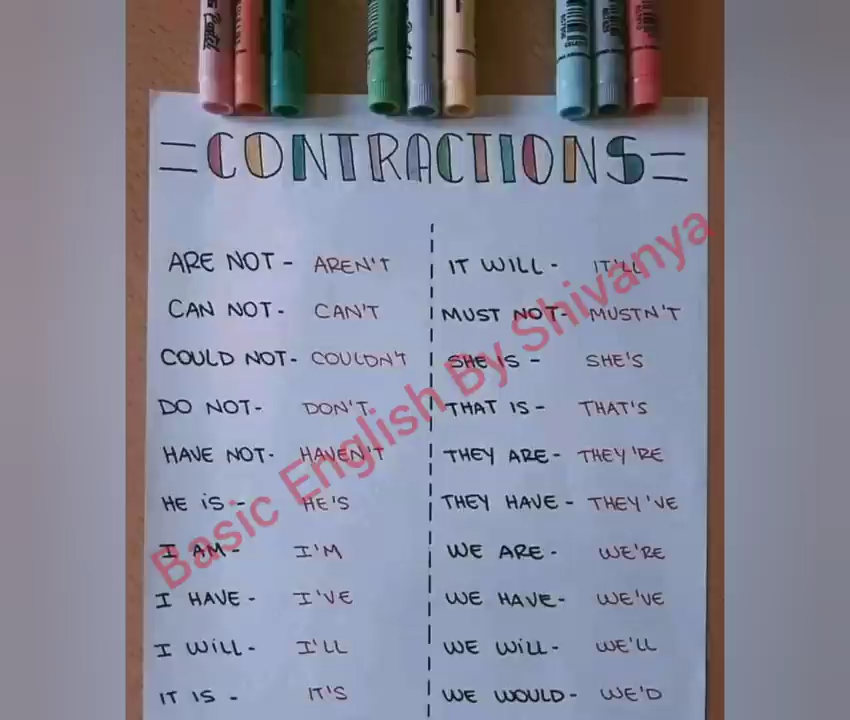 = CONTRACTIONS =
ARE NOT - AREN'T
CAN NOT - CAN'T
COULD NOT - COULDN'T
DO NOT - DON'T
HAVE NOT - HAVEN'T
HE iS - HE'S
I AM - I'M
I HAVE - I'VE
I WiLL - I'LL
IT IS - IT'S
IT WILL - IT'LL
MUST NOT - MUSTN'T
SHE IS - SHE'S
THAT IS - THAT'S
THEY ARE - THEY'RE
THEY HAVE - THEY'VE
WE ARE - WE'RE
WE HAVE - WE'VE
WE WiLL - WE'LL
WE WOULD - WE'D
Basic English By Shivanya